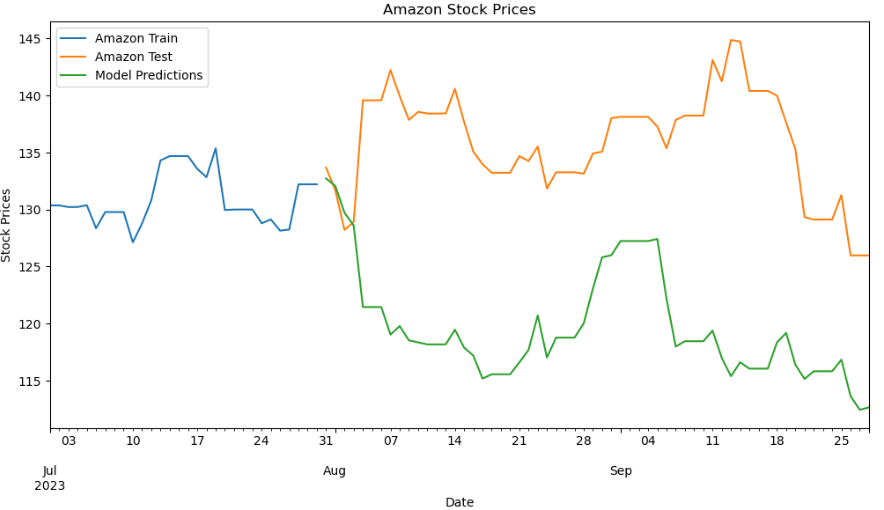 Amazon Stock Prices
Amazon Train
Amazon Test
Model Predictions
145
140
135
130
125
120
115
Stock Prices
03 10 17 24 31 07 14 21 28 04 11 18 25
Jul Aug Sep
2023
Date